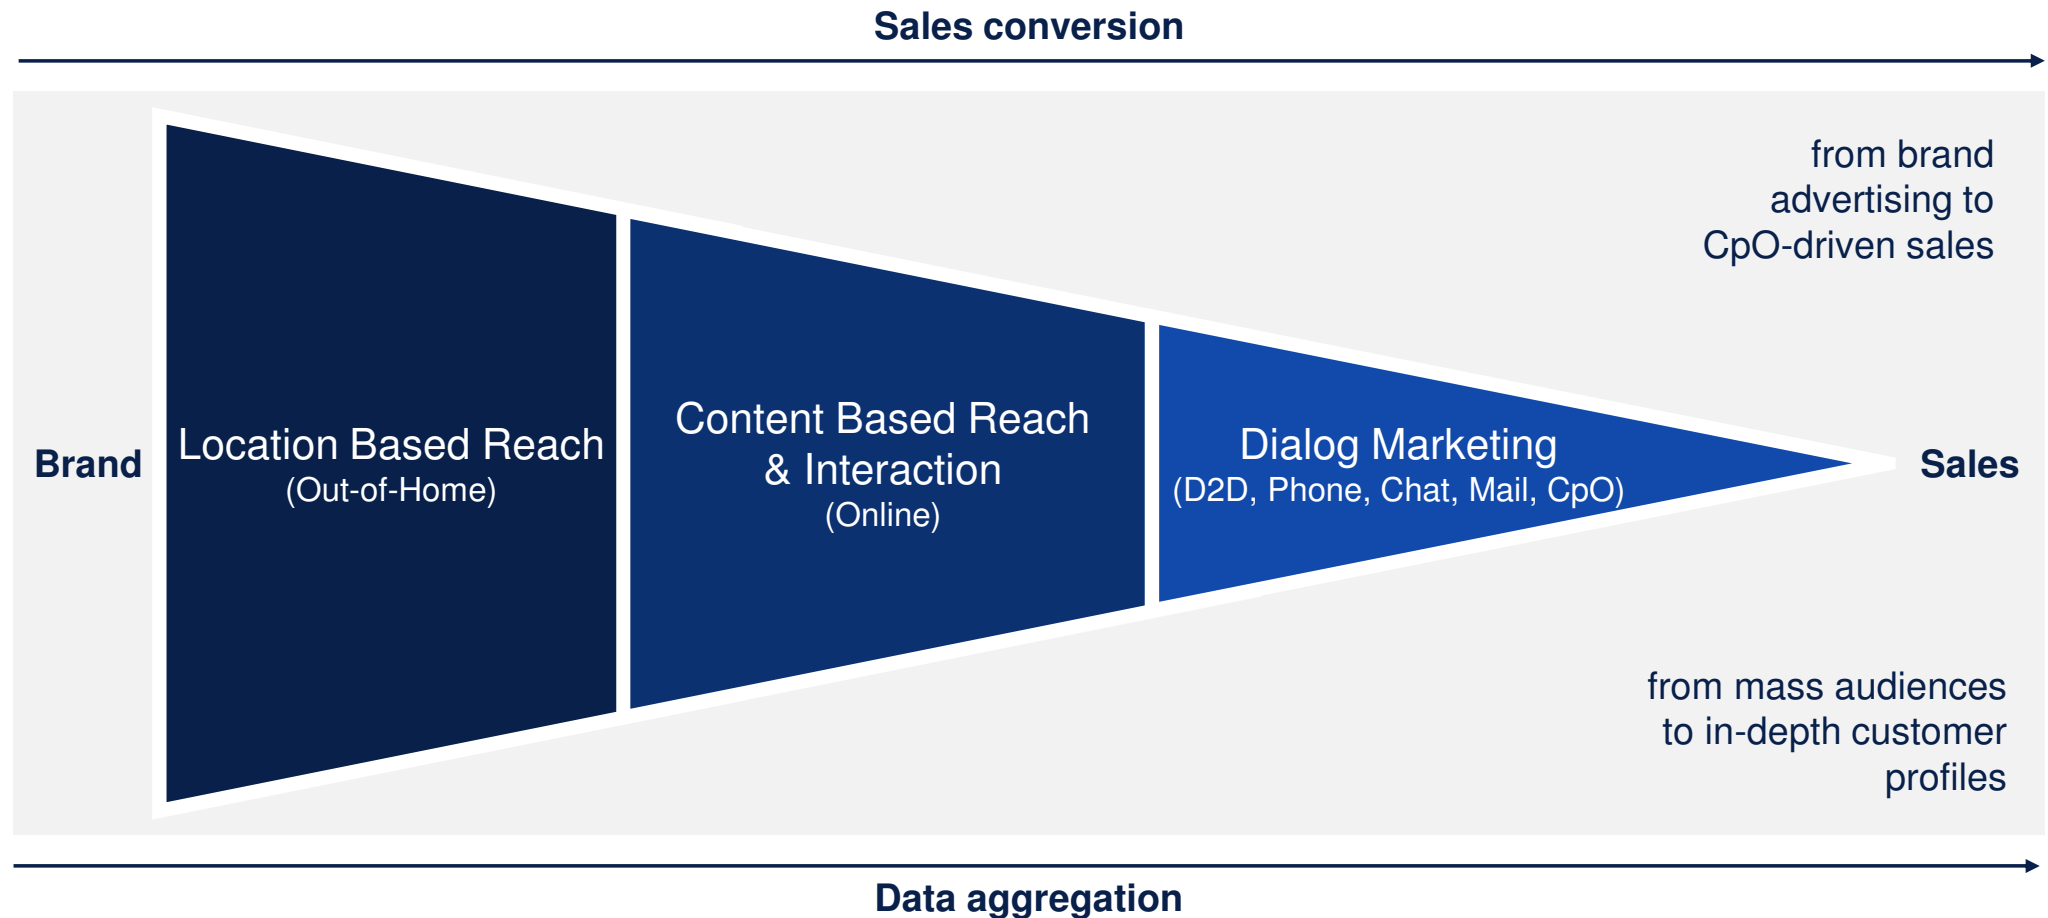 Sales conversion
from brand
advertising to
CpO-driven sales
Brand
Location Based Reach
(Out-of-Home)
Content Based Reach
& Interaction
(Online)
Dialog Marketing
(D2D, Phone, Chat, Mail, CpO)
Sales
from mass audiences
to in-depth customer
profiles
Data aggregation